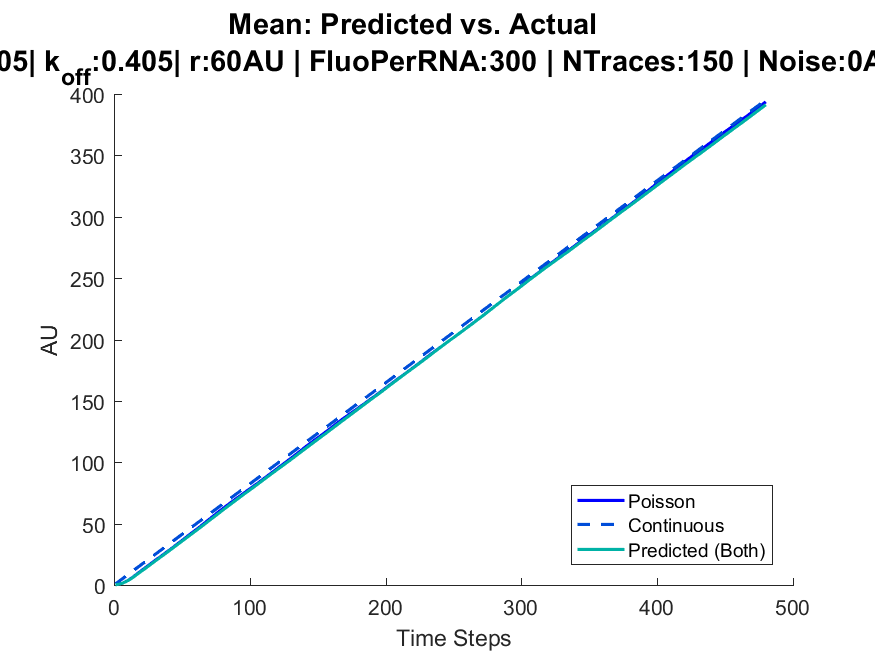 Mean: Predicted vs. Actual
05| k_off:0.405| r:60AU | FluoPerRNA:300 | NTraces:150 | Noise:0A
400
350
300
250
200
150
100
50
0
AU
0 100 200 300 400 500
Time Steps
Poisson
Continuous
Predicted (Both)